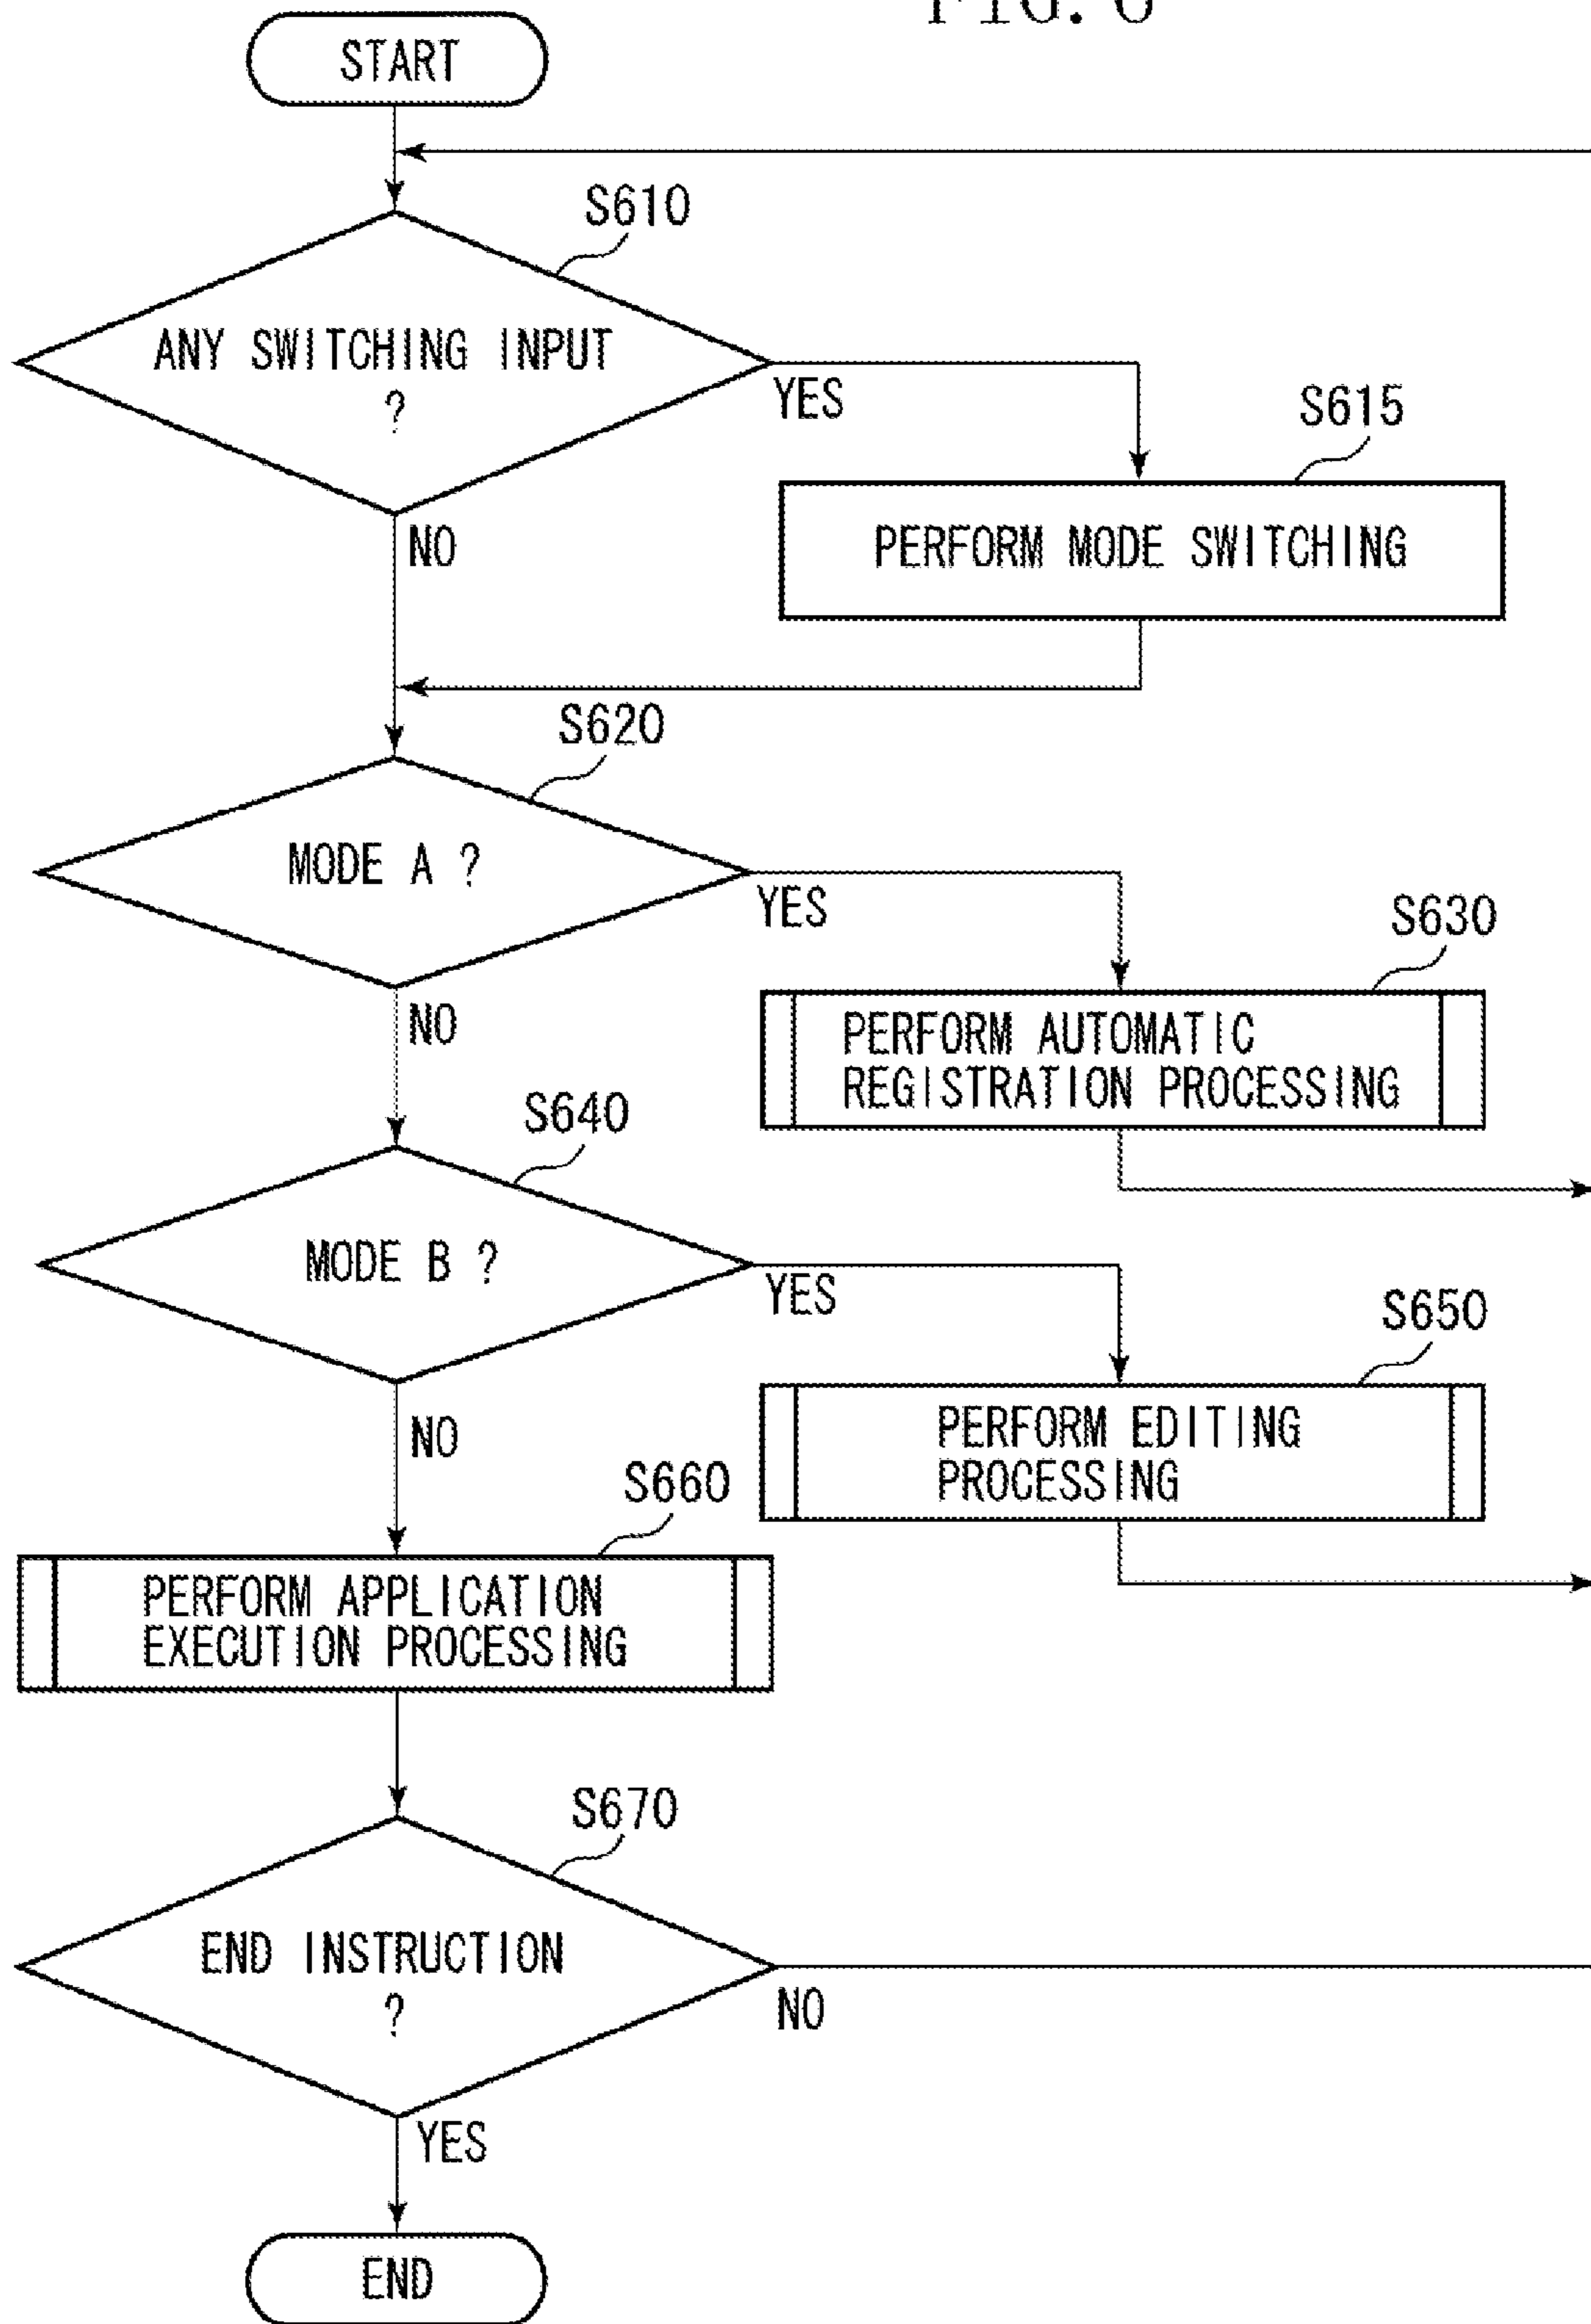 FIG. 6
START
S610
ANY SWITCHING INPUT
?
YES
S615
NO
PERFORM MODE SWITCHING
S620
MODE A ?
YES
S630
NO
PERFORM AUTOMATIC
REGISTRATION PROCESSING
S640
MODE B ?
YES
S650
NO
PERFORM EDITING
PROCESSING
S660
PERFORM APPLICATION
EXECUTION PROCESSING
S670
END INSTRUCTION
?
NO
YES
END